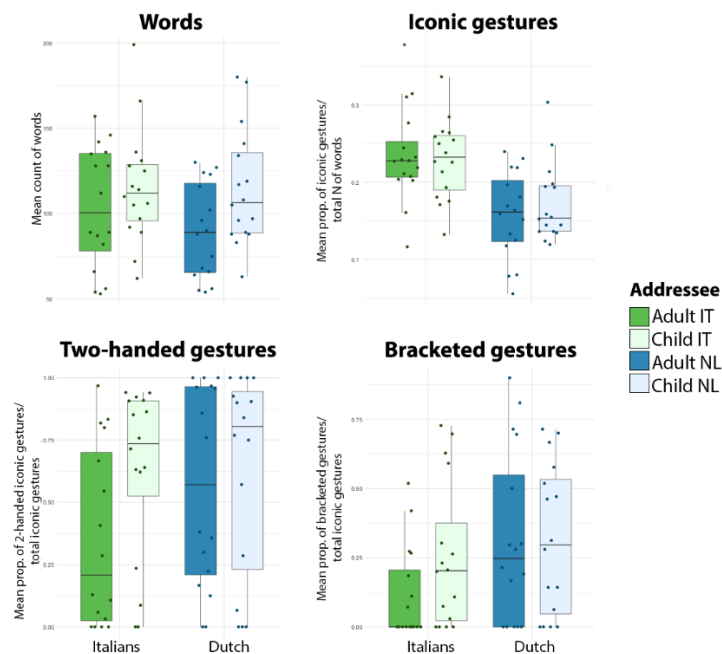 Words
Iconic gestures
Mean count of words
200
150
100
50
Mean prop. of iconic gestures/
total N of words
0.3
0.2
0.1
Addressee
Adult IT
Child IT
Adult NL
Child NL
Two-handed gestures
Bracketed gestures
Mean prop. of 2-handed iconic gestures/
total iconic gestures
1.00
0.75
0.50
0.25
0.00
Italians
Dutch
Mean prop. of bracketed gestures/
total iconic gestures
0.75
0.50
0.25
0.00
Italians
Dutch